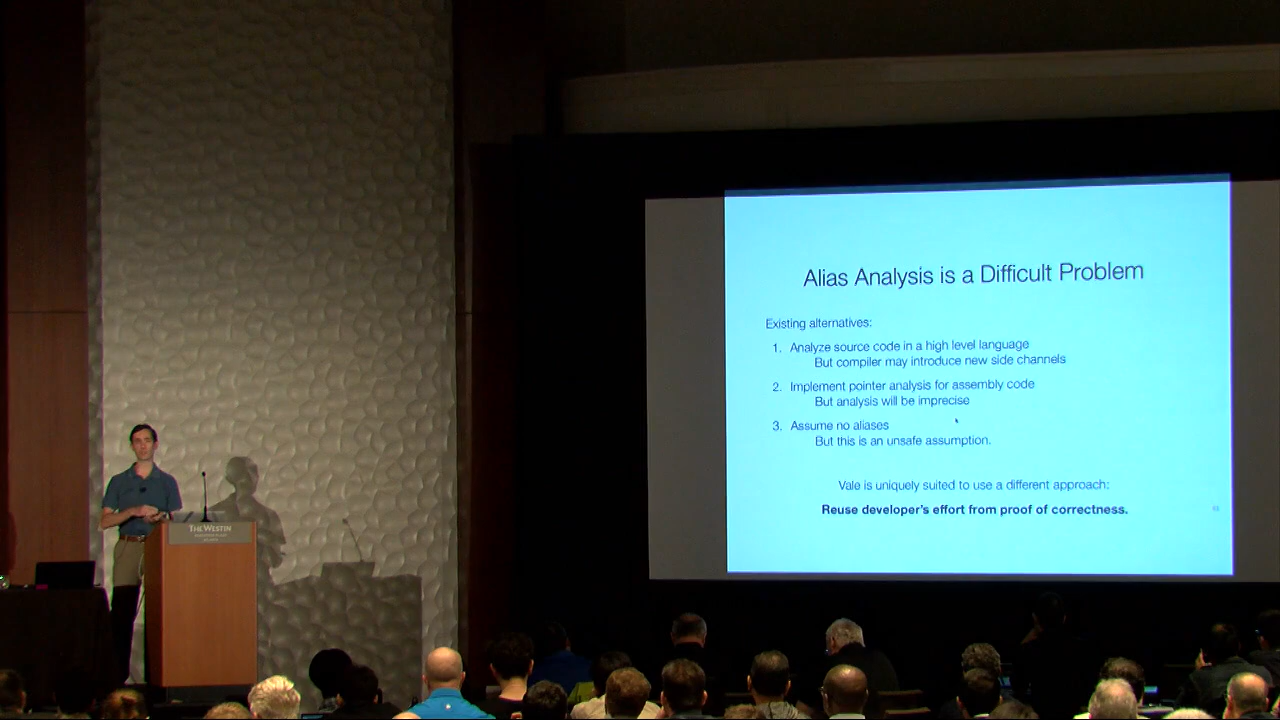 THE WESTIN
Alias Analysis is a Difficult Problem
Existing alternatives:
1. Analyze source code in a high level language
But compiler may introduce new side channels
2. Implement pointer analysis for assembly code
But analysis will be imprecise
3. Assume no aliases
But this is an unsafe assumption.
Vale is uniquely suited to use a different approach:
Reuse developer's effort from proof of correctness.